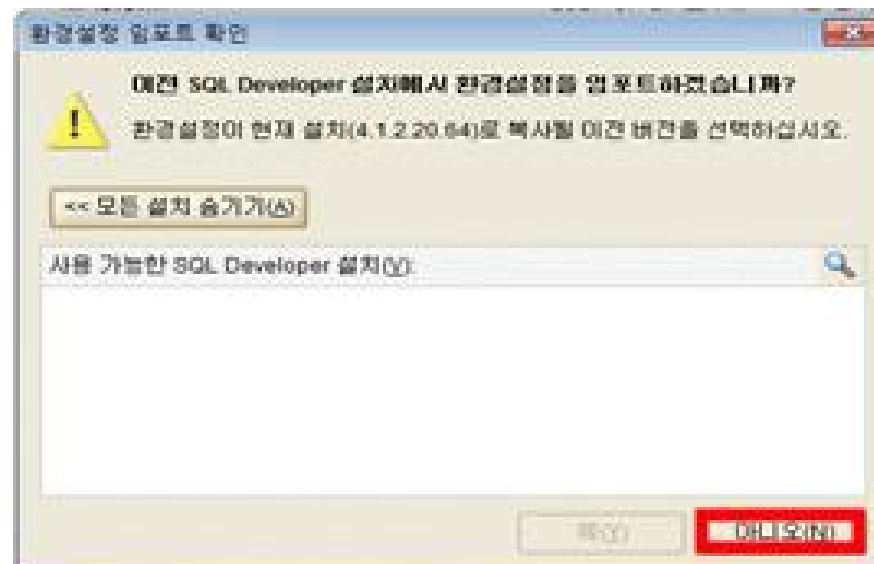 환경설정 임포트 확인
이전 SQL Developer 설치에서 환경설정을 임포트하겠습니까?
환경설정이 현재 설치(4.1.2.20.64)로 복사될 이전 버전을 선택하십시오.
<< 모든 설치 숨기기(A)
사용 가능한 SQL Developer 설치(V):
예(Y)
아니오(N)